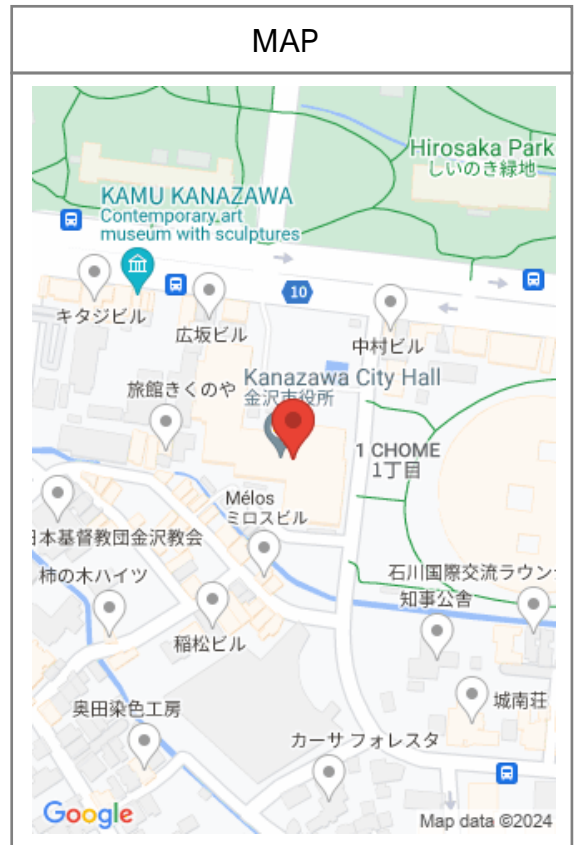 MAP
Hirosaka Park
しいのき緑地
KAMU KANAZAWA
Contemporary art
museum with sculptures
キタジビル
広坂ビル
10
中村ビル
旅館きくのや
Kanazawa City Hall
金沢市役所
1 CHOME
1丁目
Mélos
ミロスビル
日本基督教団金沢教会
柿の木ハイツ
石川国際交流ラウン
知事公舎
稲松ビル
城南荘
奥田染色工房
カーサ フォレスタ
Google
Map data ©2024